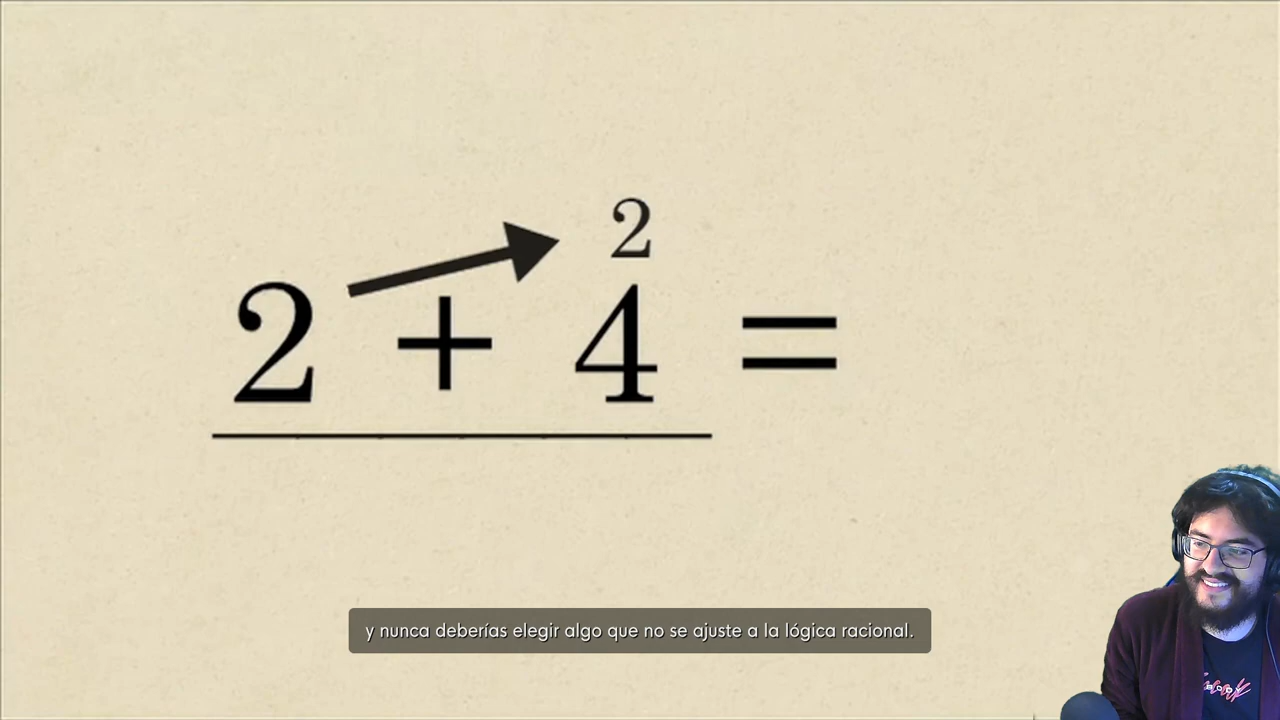 2
2 + 4 =
y nunca deberías elegir algo que no se ajuste a la lógica racional.